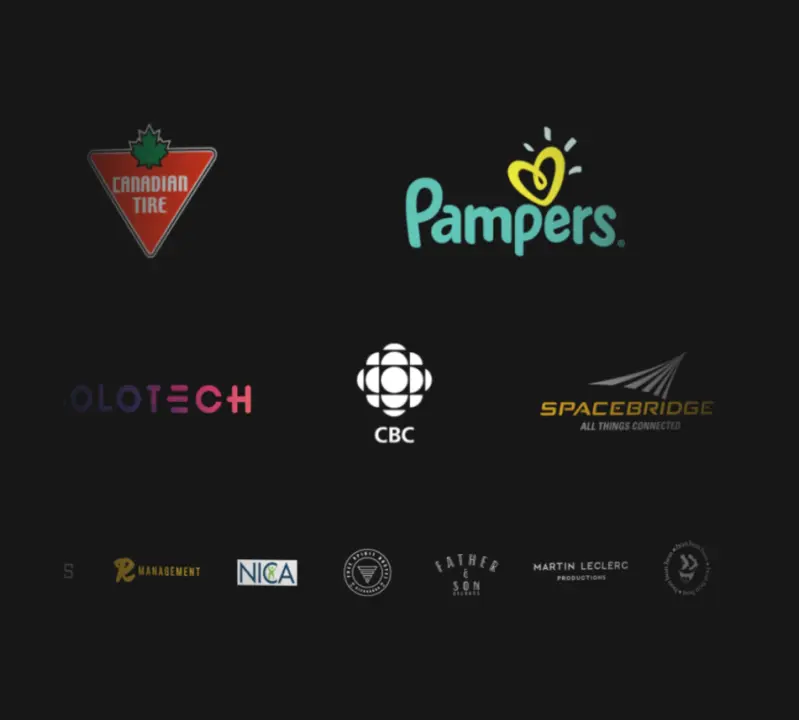 CANADIAN
TIRE
Pampers®
OLOTECH
CBC
SPACEBRIDGE
ALL THINGS CONNECTED
S
R MANAGEMENT
NICA
FATHER
&
SON
MARTIN LECLERC
PRODUCTIONS